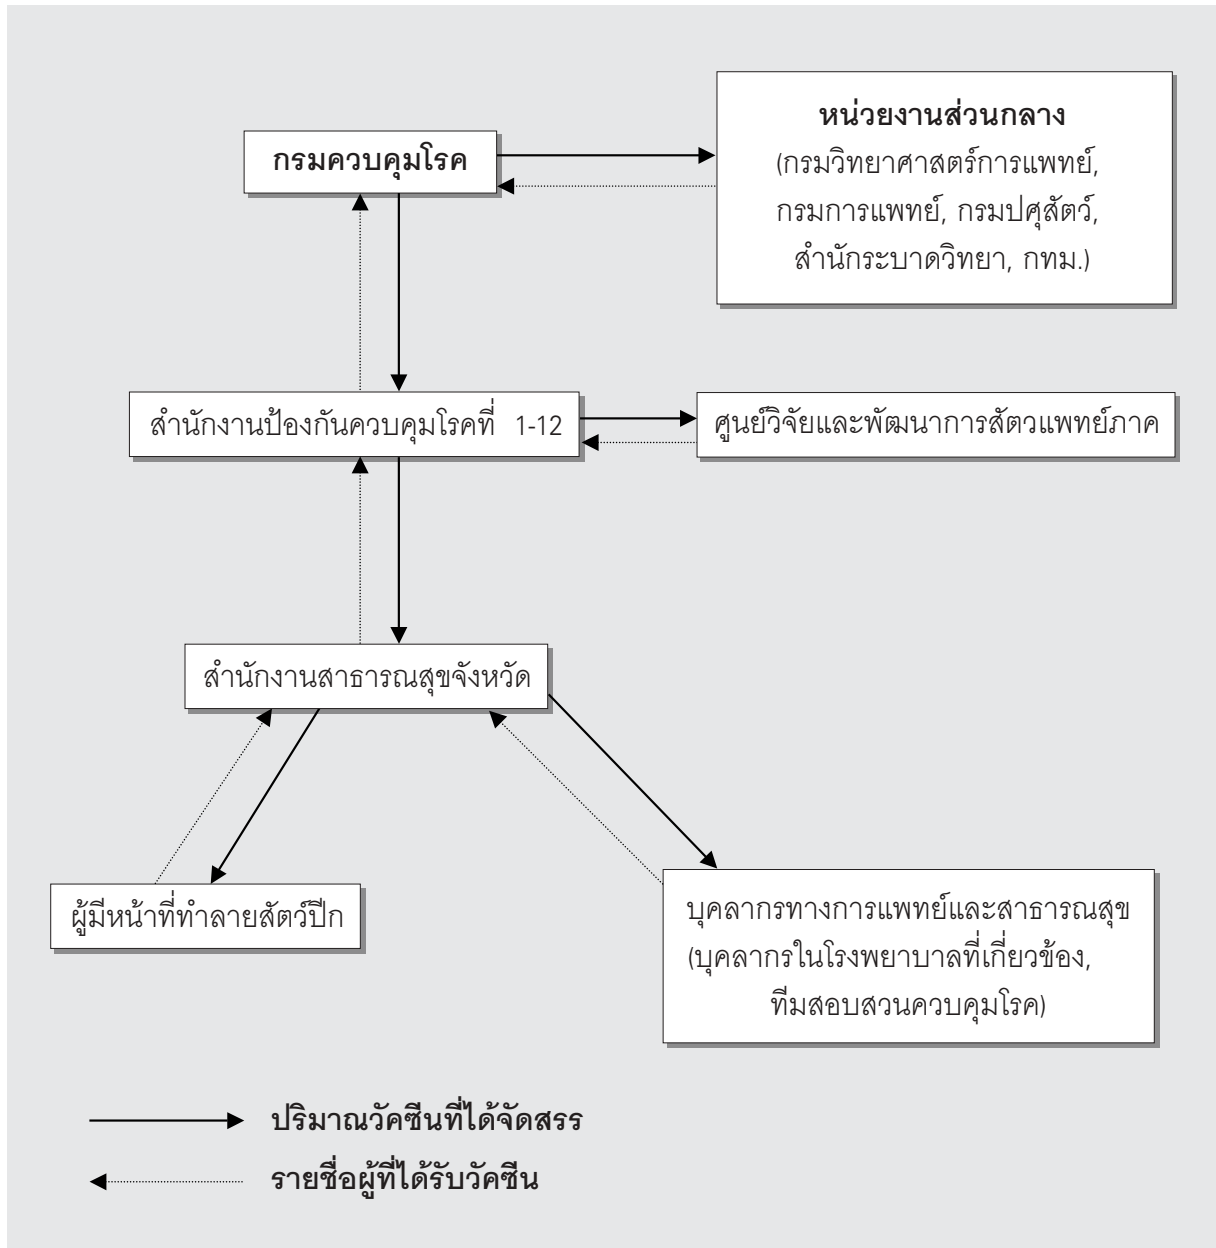 หน่วยงานส่วนกลาง
กรมควบคุมโรค
(กรมวิทยาศาสตร์การแพทย์,
กรมการแพทย์, กรมปศุสัตว์,
สำนักระบาดวิทยา, กทม.)
สำนักงานป้องกันควบคุมโรคที่ 1-12
ศูนย์วิจัยและพัฒนาการสัตวแพทย์ภาค
สำนักงานสาธารณสุขจังหวัด
ผู้มีหน้าที่ทำลายสัตว์ปีก
บุคลากรทางการแพทย์และสาธารณสุข
(บุคลากรในโรงพยาบาลที่เกี่ยวข้อง,
ทีมสอบสวนควบคุมโรค)
ปริมาณวัคซีนที่ได้จัดสรร
รายชื่อผู้ที่ได้รับวัคซีน